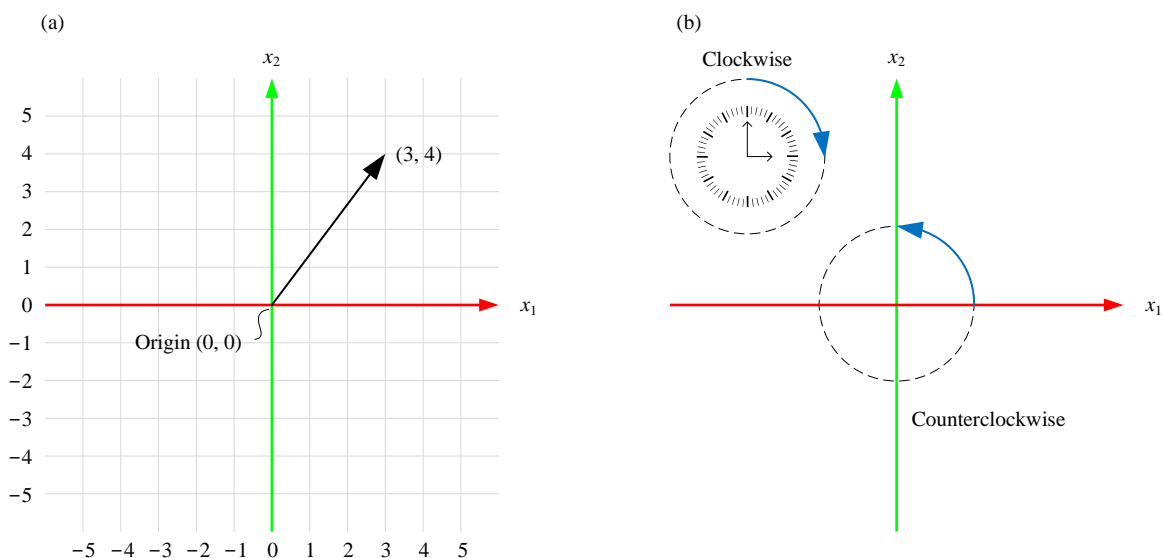 (a)
x₂
5
4
(3, 4)
3
2
1
0
x₁
Origin (0, 0)
−1
−2
−3
−4
−5
−5 −4 −3 −2 −1 0 1 2 3 4 5
(b)
Clockwise
x₂
x₁
Counterclockwise